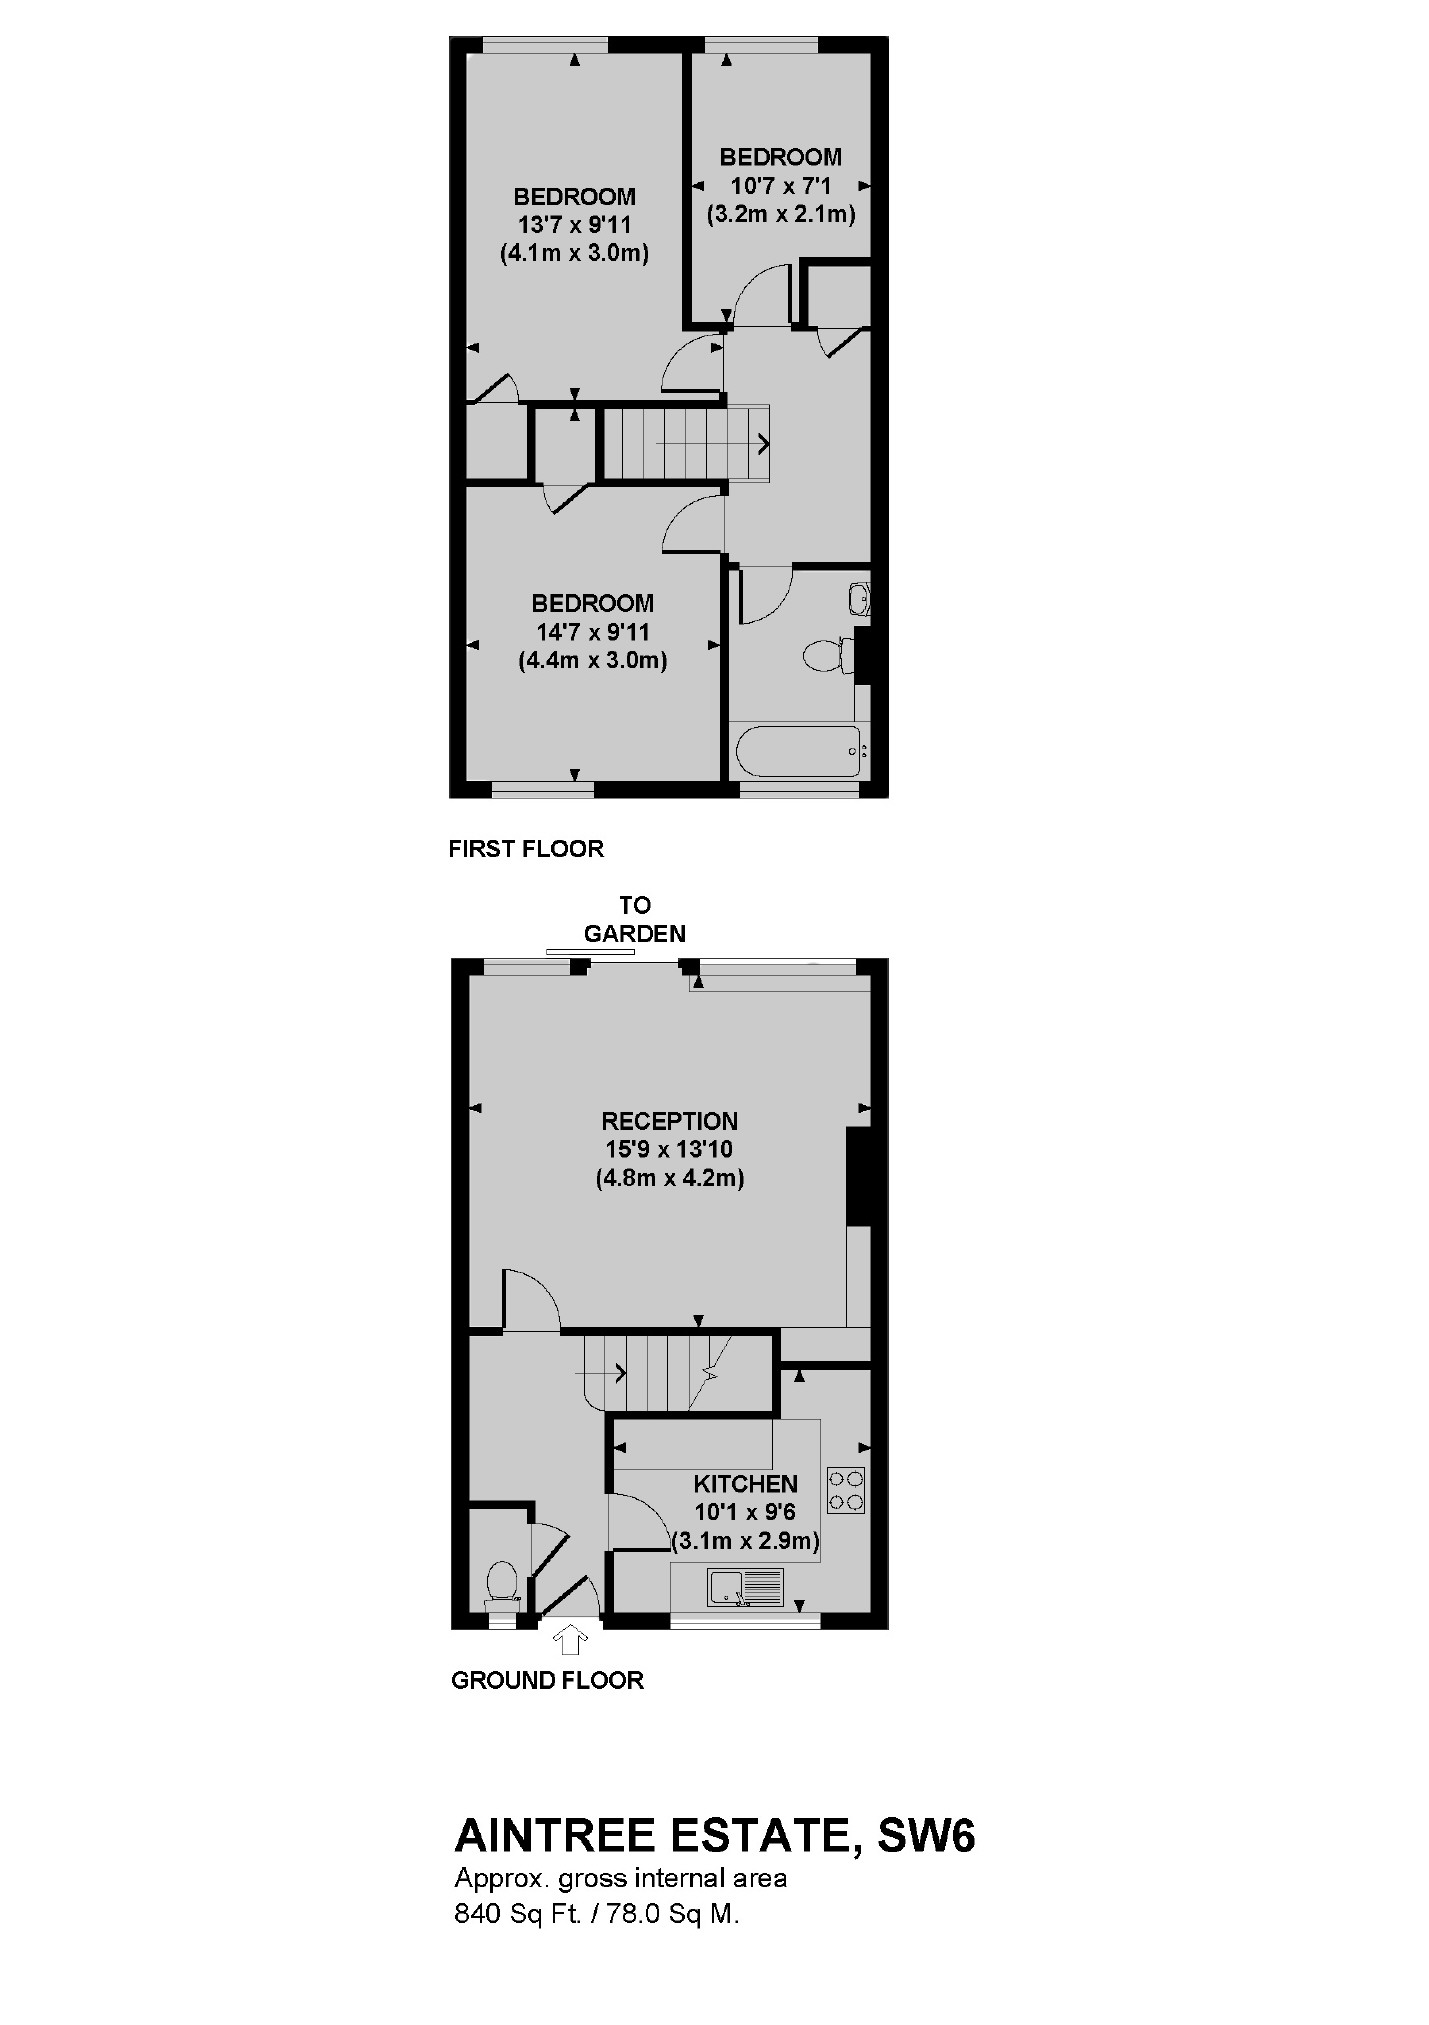 BEDROOM
13'7 x 9'11
(4.1m x 3.0m)
BEDROOM
10'7 x 7'1
(3.2m x 2.1m)
BEDROOM
14'7 x 9'11
(4.4m x 3.0m)
FIRST FLOOR
TO
GARDEN
RECEPTION
15'9 x 13'10
(4.8m x 4.2m)
KITCHEN
10'1 x 9'6
(3.1m x 2.9m)
GROUND FLOOR
AINTREE ESTATE, SW6
Approx. gross internal area
840 Sq Ft. / 78.0 Sq M.